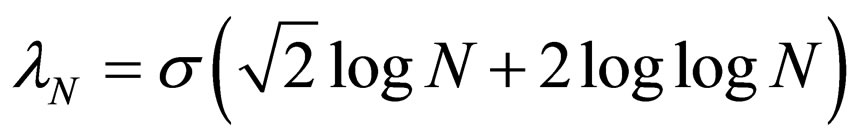 λ_N = σ(√2 log N + 2 log log N)